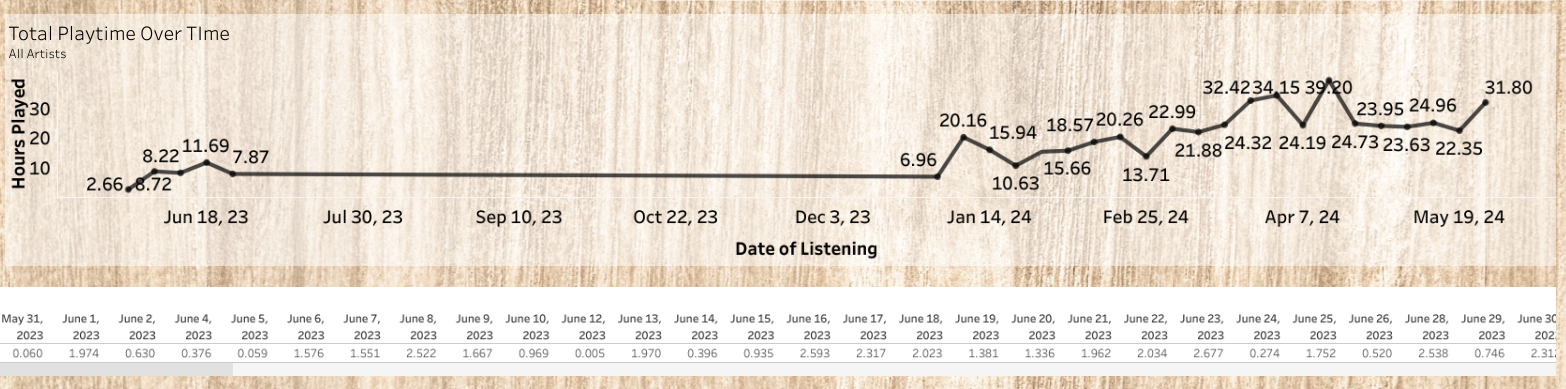 Total Playtime Over TIme
All Artists
Hours Played
30
20
10
2.66 8.72 8.22 11.69 7.87 6.96 20.16 15.94 10.63 15.66 18.57 20.26 13.71 22.99 21.88 24.32 32.42 34.15 24.19 39.20 24.73 23.95 23.63 24.96 22.35 31.80
Jun 18, 23 Jul 30, 23 Sep 10, 23 Oct 22, 23 Dec 3, 23 Jan 14, 24 Feb 25, 24 Apr 7, 24 May 19, 24
Date of Listening
May 31, June 1, June 2, June 4, June 5, June 6, June 7, June 8, June 9, June 10, June 12, June 13, June 14, June 15, June 16, June 17, June 18, June 19, June 20, June 21, June 22, June 23, June 24, June 25, June 26, June 28, June 29, June 30
2023 2023 2023 2023 2023 2023 2023 2023 2023 2023 2023 2023 2023 2023 2023 2023 2023 2023 2023 2023 2023 2023 2023 2023 2023 2023 2023 202
0.060 1.974 0.630 0.376 0.059 1.576 1.551 2.522 1.667 0.969 0.005 1.970 0.396 0.935 2.593 2.317 2.023 1.381 1.336 1.962 2.034 2.677 0.274 1.752 0.520 2.538 0.746 2.31